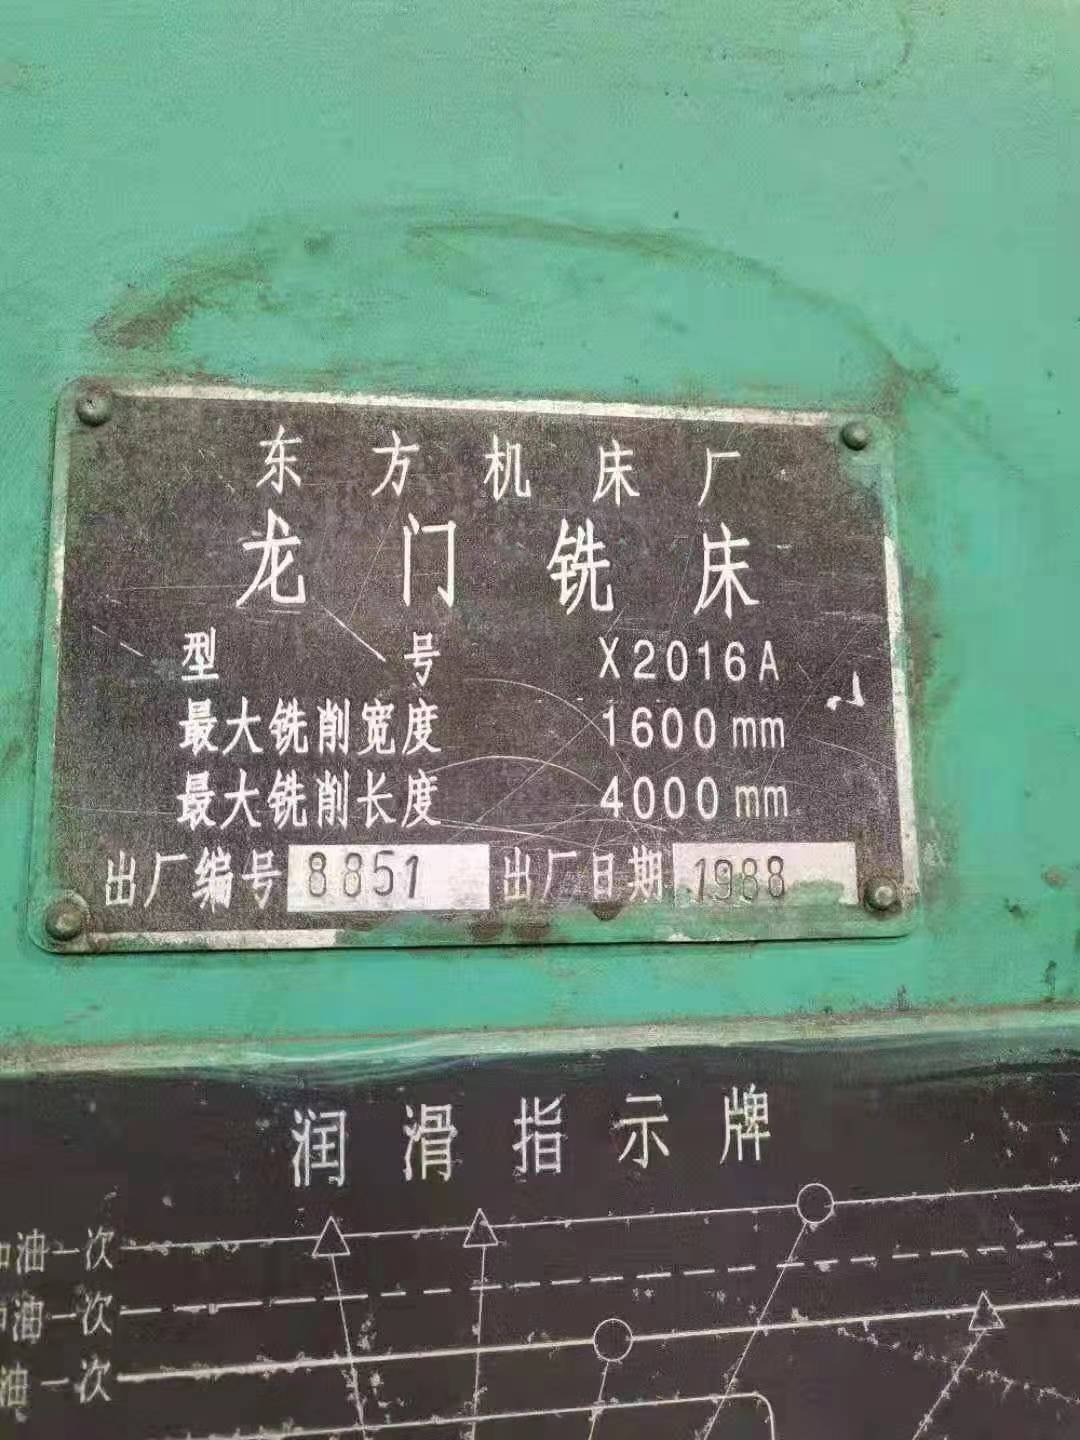 东方机床厂
龙门铣床
型号 X2016A
最大铣削宽度 1600mm
最大铣削长度 4000mm
出厂编号 8851 出厂日期 1988
润滑指示牌
油一次
油一次
油一次